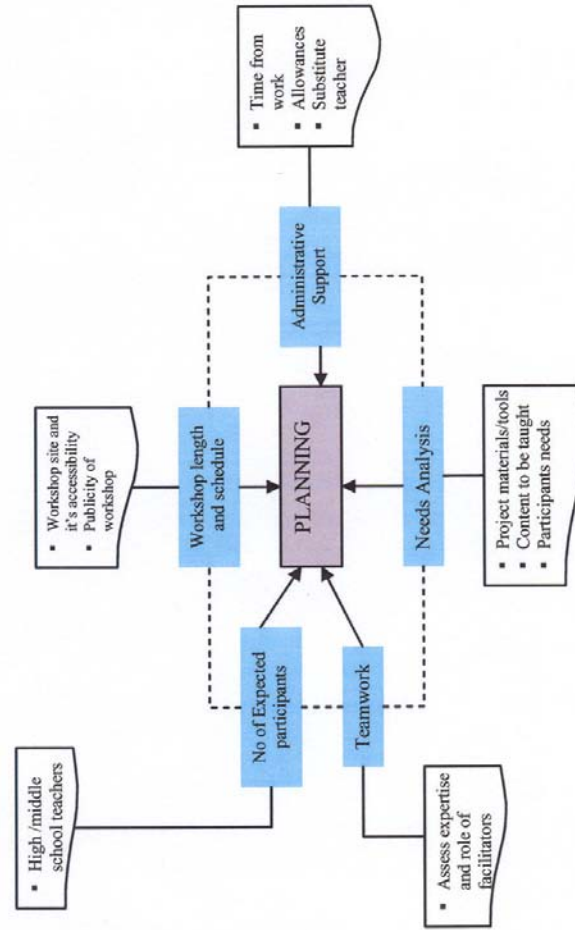 ▪ High /middle
school teachers
▪ Workshop site and
it's accessibility
▪ Publicity of
workshop
▪ Time from
work
▪ Allowances
▪ Substitute
teacher
No of Expected
participants
Workshop length
and schedule
Administrative
Support
PLANNING
Teamwork
Needs Analysis
▪ Assess expertise
and role of
facilitators
▪ Project materials/tools
▪ Content to be taught
▪ Participants needs